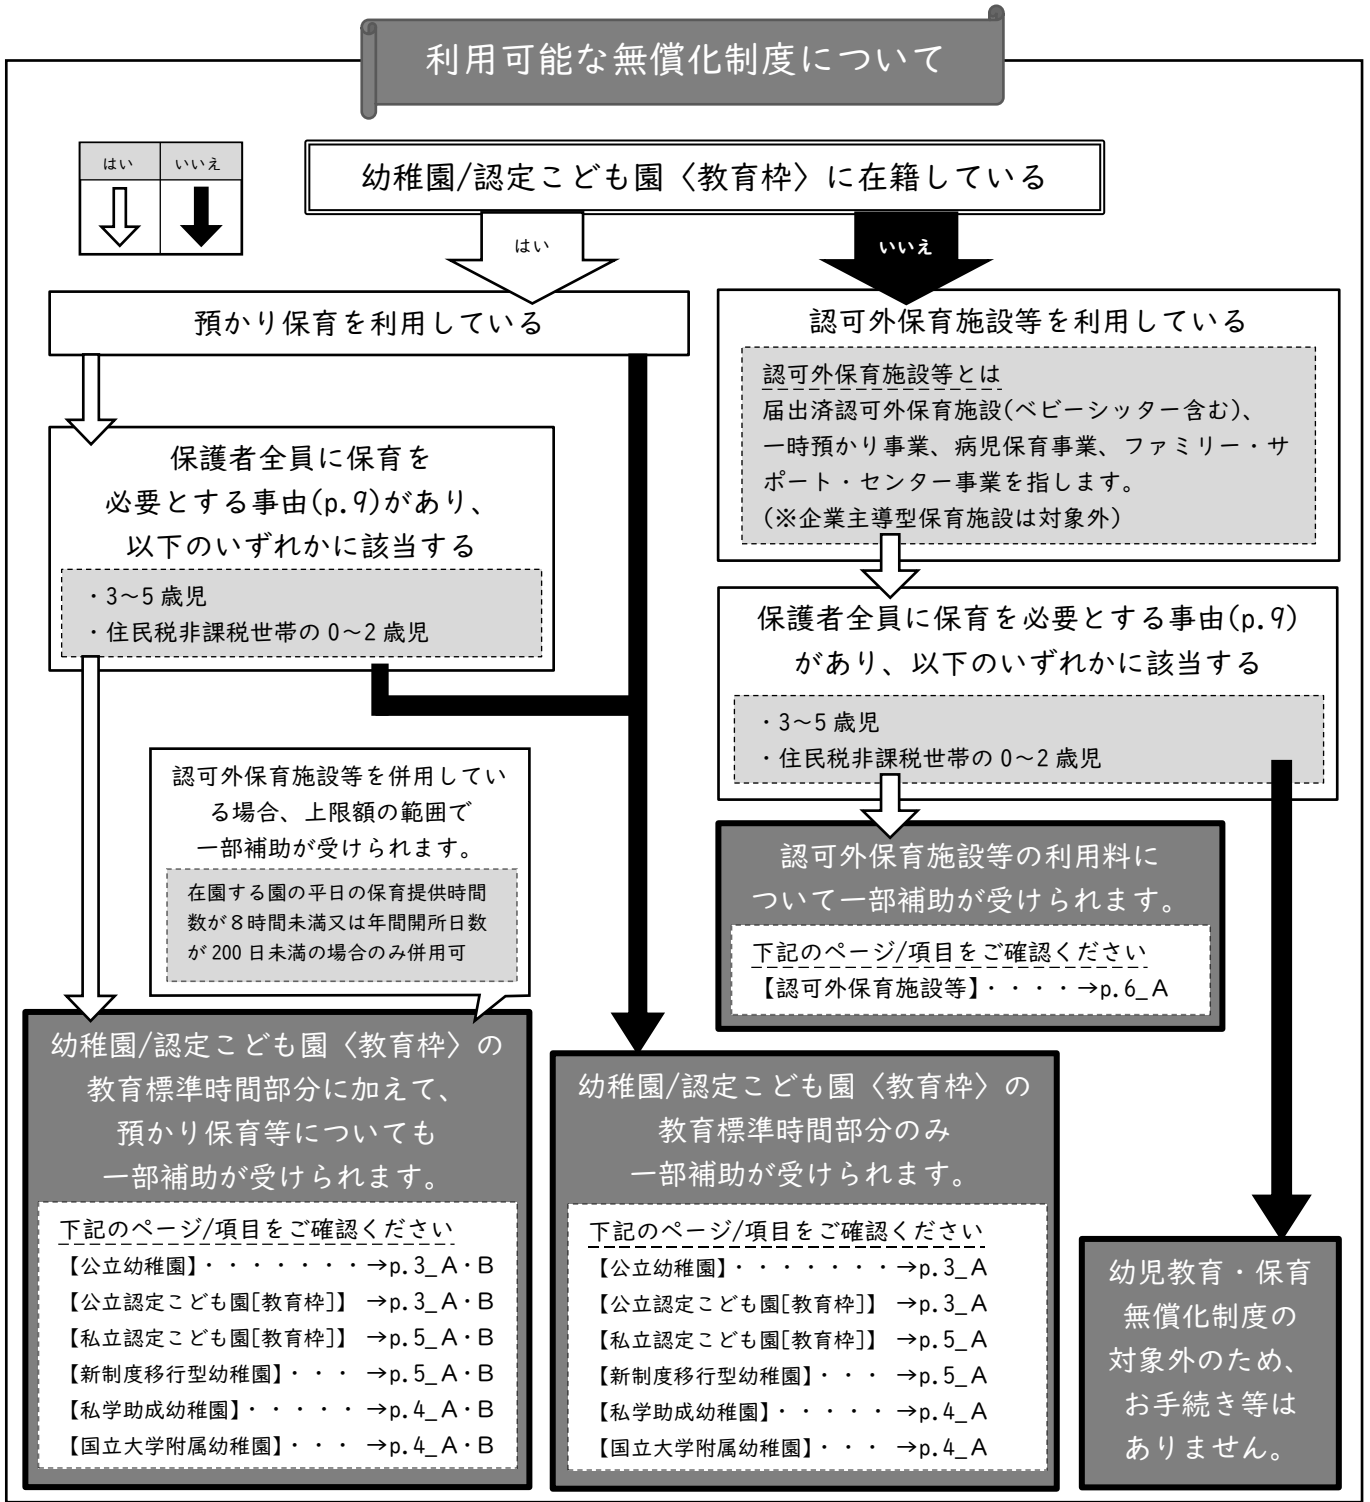 利用可能な無償化制度について
はい
いいえ
幼稚園/認定こども園〈教育枠〉に在籍している
はい
いいえ
預かり保育を利用している
保護者全員に保育を
必要とする事由(p.9)があり、
以下のいずれかに該当する
・3~5歳児
・住民税非課税世帯の0~2歳児
認可外保育施設等を利用している
認可外保育施設等とは
届出済認可外保育施設(ベビーシッター含む)、
一時預かり事業、病児保育事業、ファミリー・サ
ポート・センター事業を指します。
(※企業主導型保育施設は対象外)
保護者全員に保育を必要とする事由(p.9)
があり、以下のいずれかに該当する
・3~5歳児
・住民税非課税世帯の0~2歳児
認可外保育施設等を併用してい
る場合、上限額の範囲で
一部補助が受けられます。
在園する園の平日の保育提供時間
数が8時間未満又は年間開所日数
が200日未満の場合のみ併用可
認可外保育施設等の利用料に
ついて一部補助が受けられます。
下記のページ/項目をご確認ください
【認可外保育施設等】・・・・→p.6_A
幼稚園/認定こども園〈教育枠〉の
教育標準時間部分に加えて、
預かり保育等についても
一部補助が受けられます。
下記のページ/項目をご確認ください
【公立幼稚園】・・・・・・・→p.3_A・B
【公立認定こども園[教育枠]】 →p.3_A・B
【私立認定こども園[教育枠]】 →p.5_A・B
【新制度移行型幼稚園】・・・ →p.5_A・B
【私学助成幼稚園】・・・・・ →p.4_A・B
【国立大学附属幼稚園】・・・ →p.4_A・B
幼稚園/認定こども園〈教育枠〉の
教育標準時間部分のみ
一部補助が受けられます。
下記のページ/項目をご確認ください
【公立幼稚園】・・・・・・・→p.3_A
【公立認定こども園[教育枠]】 →p.3_A
【私立認定こども園[教育枠]】 →p.5_A
【新制度移行型幼稚園】・・・ →p.5_A
【私学助成幼稚園】・・・・・ →p.4_A
【国立大学附属幼稚園】・・・ →p.4_A
幼児教育・保育
無償化制度の
対象外のため、
お手続き等は
ありません。